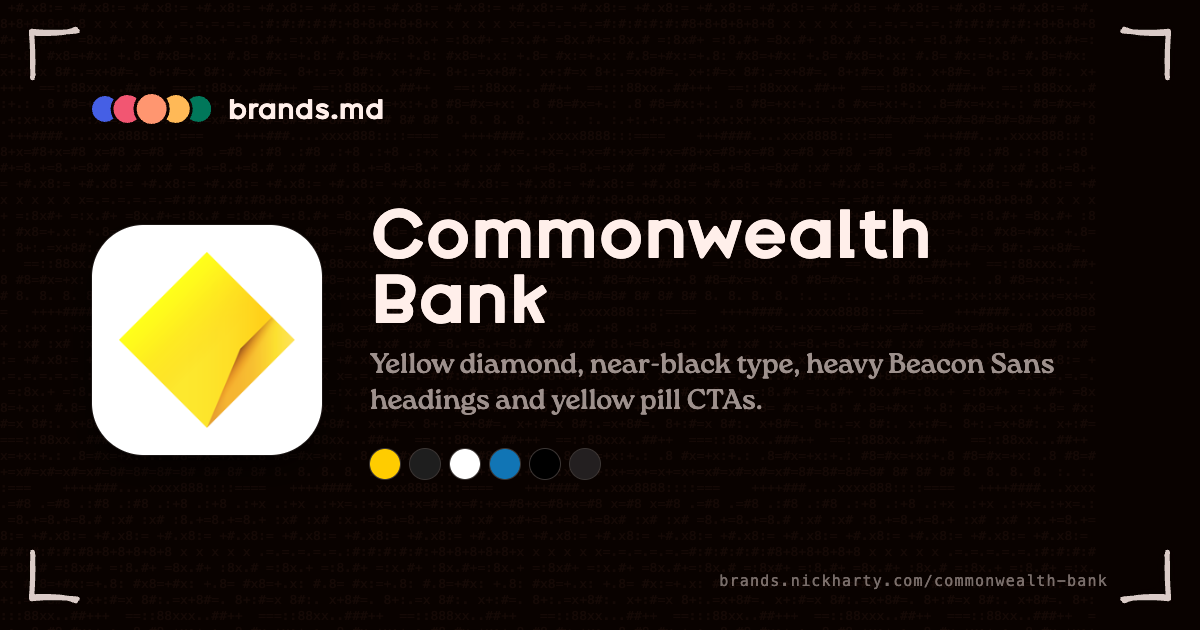 brands.md
Commonwealth
Bank
Yellow diamond, near-black type, heavy Beacon Sans
headings and yellow pill CTAs.
brands.nickharty.com/commonwealth-bank